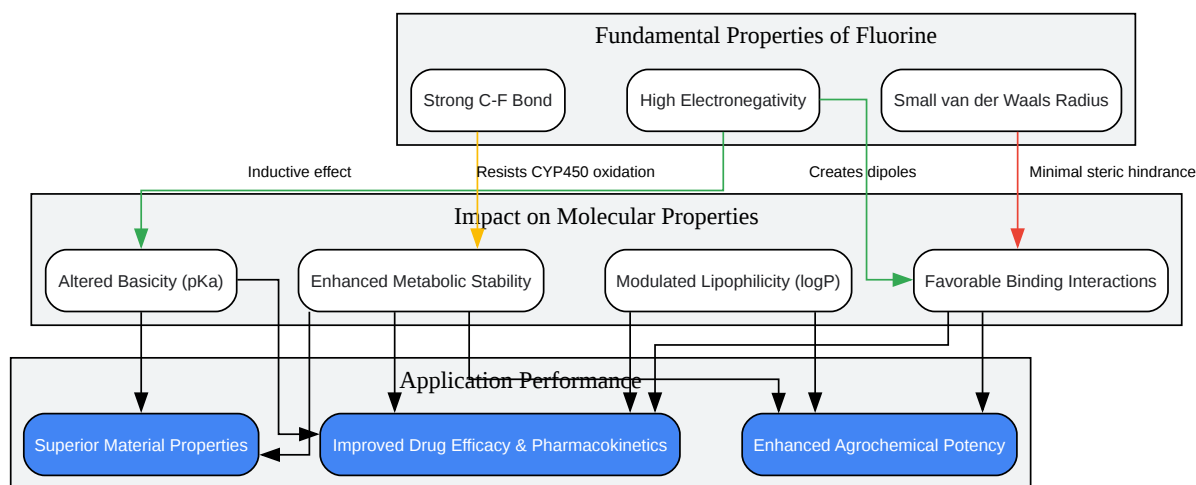 Fundamental Properties of Fluorine
Strong C-F Bond
High Electronegativity
Small van der Waals Radius
Inductive effect
Resists CYP450 oxidation
Creates dipoles
Minimal steric hindrance
Impact on Molecular Properties
Altered Basicity (pKa)
Enhanced Metabolic Stability
Modulated Lipophilicity (logP)
Favorable Binding Interactions
Application Performance
Superior Material Properties
Improved Drug Efficacy & Pharmacokinetics
Enhanced Agrochemical Potency